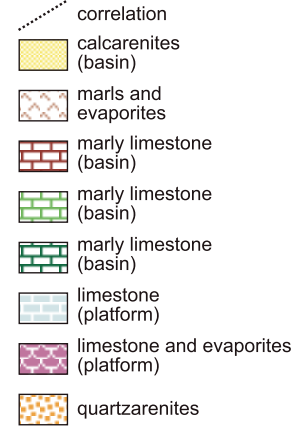 correlation
calcarenites
(basin)
marls and
evaporites
marly limestone
(basin)
marly limestone
(basin)
marly limestone
(basin)
limestone
(platform)
limestone and evaporites
(platform)
quartzarenites